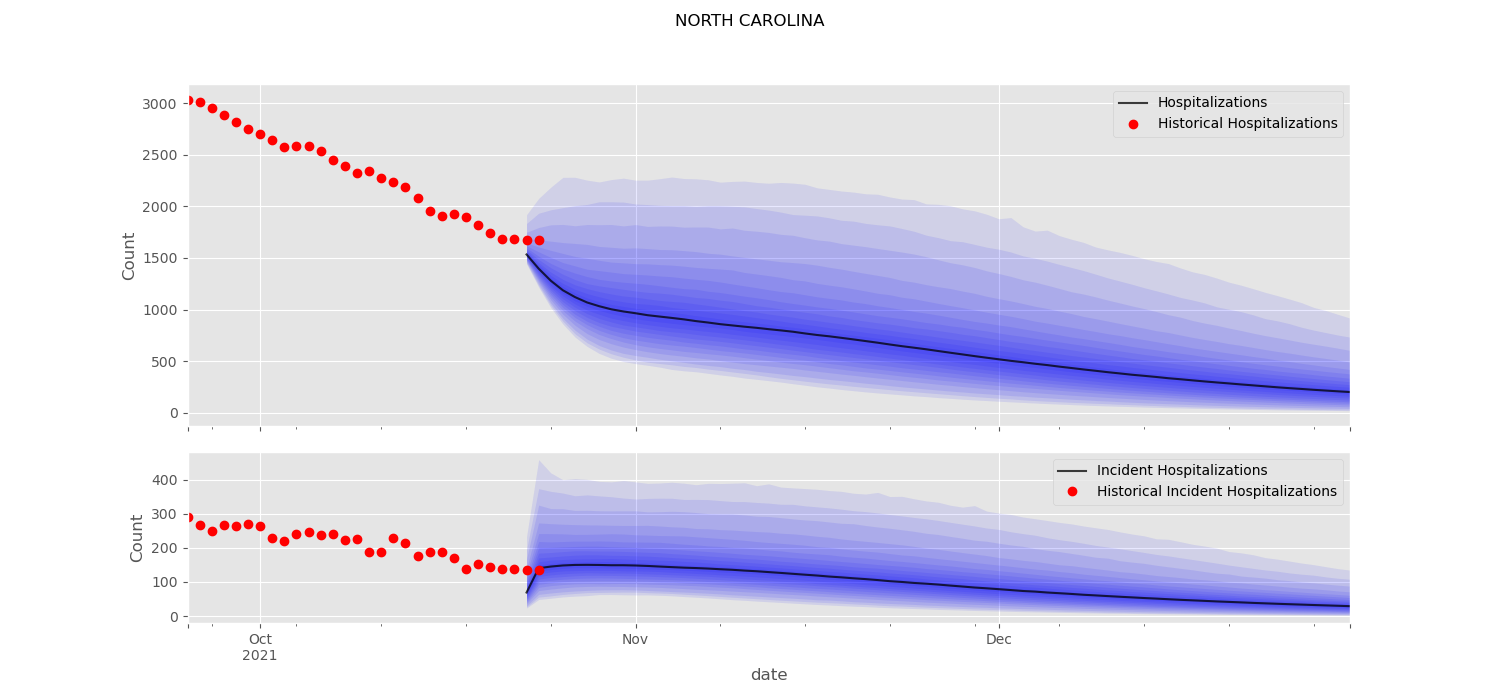 NORTH CAROLINA
Hospitalizations
Historical Hospitalizations
3000
2500
2000
1500
1000
500
0
Count
Incident Hospitalizations
Historical Incident Hospitalizations
400
300
200
100
0
Count
Oct
2021
Nov
Dec
date